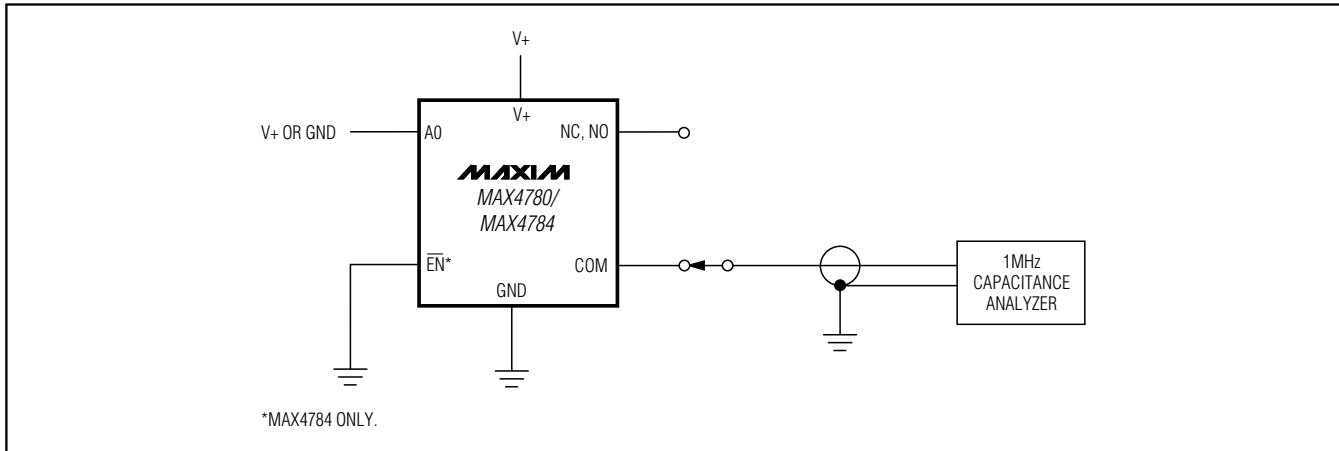 V+
V+
V+ OR GND
A0
NC, NO
MAXIM
MAX4780/
MAX4784
EN*
COM
GND
1MHz
CAPACITANCE
ANALYZER
*MAX4784 ONLY.